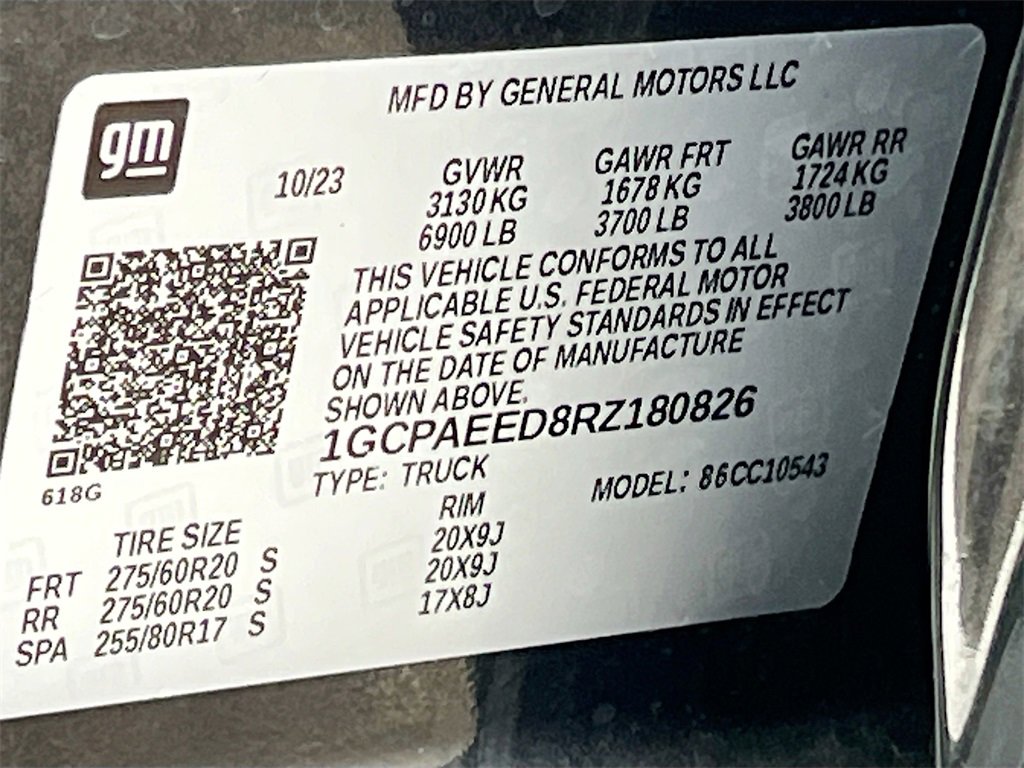 gm
MFD BY GENERAL MOTORS LLC
10/23 GVWR GAWR FRT GAWR RR
3130 KG 1678 KG 1724 KG
6900 LB 3700 LB 3800 LB
THIS VEHICLE CONFORMS TO ALL
APPLICABLE U.S. FEDERAL MOTOR
VEHICLE SAFETY STANDARDS IN EFFECT
ON THE DATE OF MANUFACTURE
SHOWN ABOVE.
1GCPAEED8RZ180826
618G
TYPE: TRUCK MODEL: 86CC10543
TIRE SIZE RIM
FRT 275/60R20 S 20X9J
RR 275/60R20 S 20X9J
SPA 255/80R17 S 17X8J